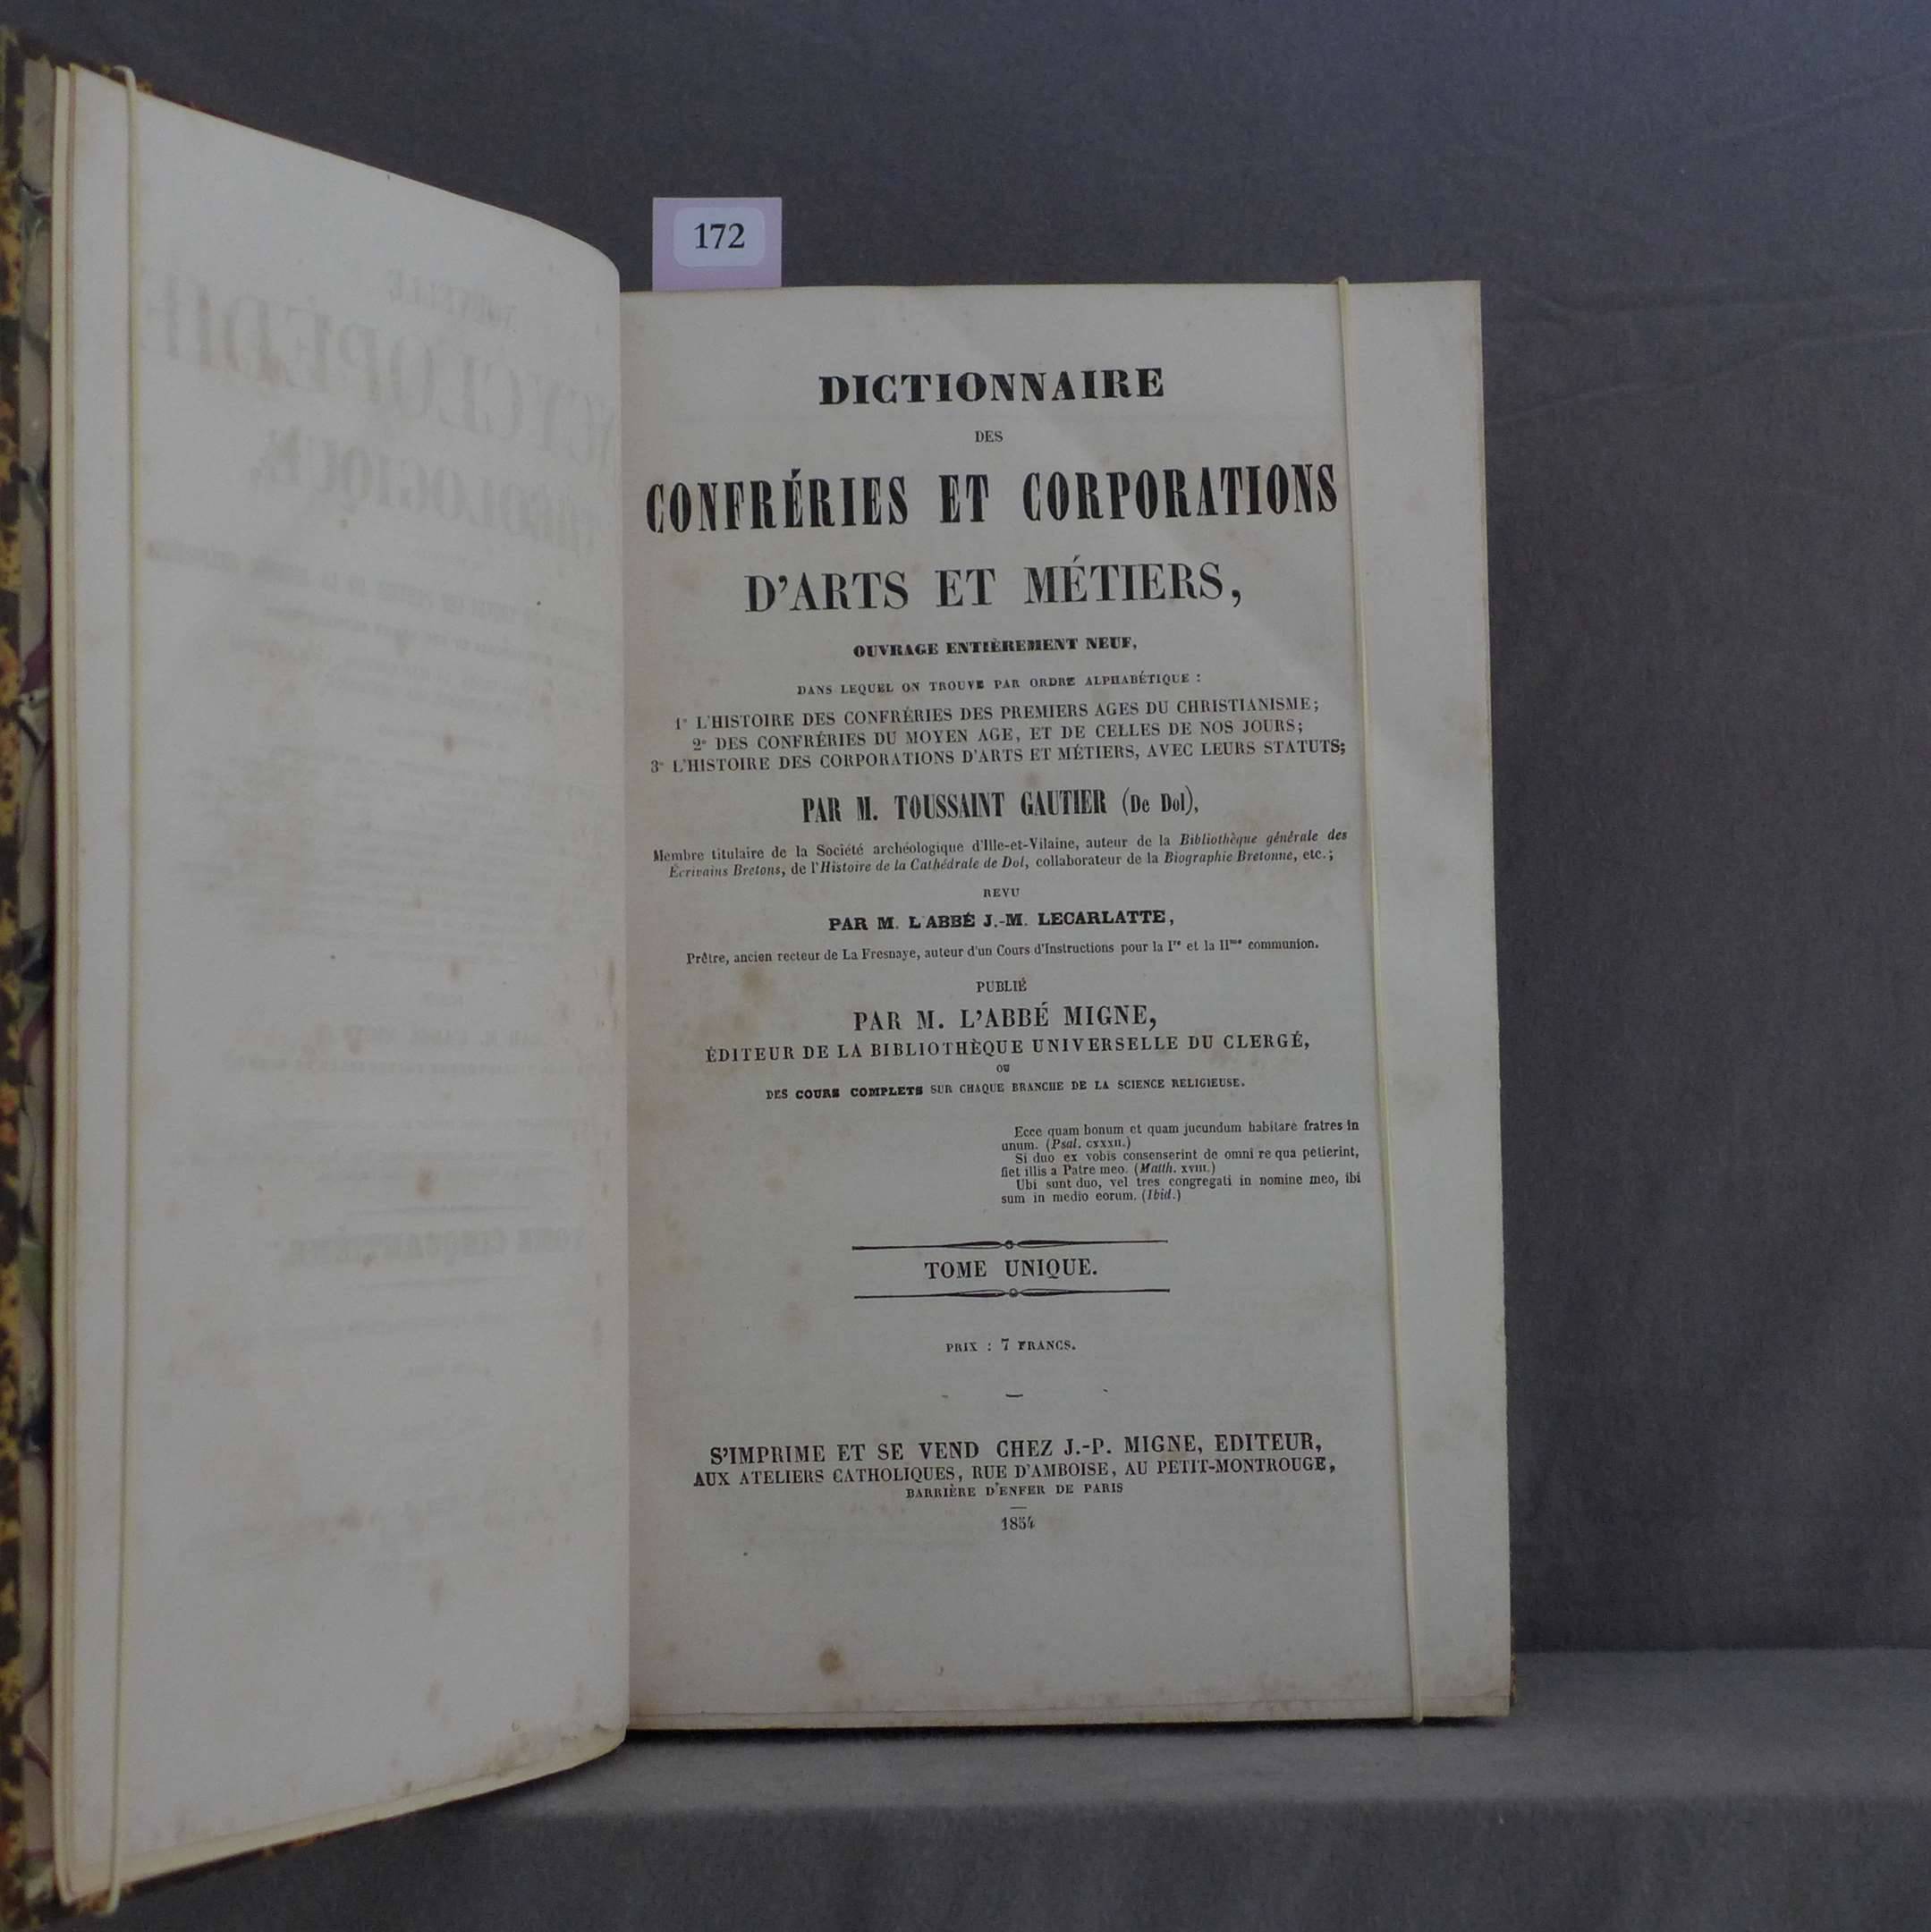 172
DICTIONNAIRE
DES
CONFRÉRIES ET CORPORATIONS
D'ARTS ET MÉTIERS,
OUVRAGE ENTIÈREMENT NEUF,
DANS LEQUEL ON TROUVE PAR ORDRE ALPHABÉTIQUE :
1° L'HISTOIRE DES CONFRÉRIES DES PREMIERS AGES DU CHRISTIANISME;
2° DES CONFRÉRIES DU MOYEN AGE, ET DE CELLES DE NOS JOURS;
3° L'HISTOIRE DES CORPORATIONS D'ARTS ET MÉTIERS, AVEC LEURS STATUTS;
PAR M. TOUSSAINT GAUTIER (De Dol),
Membre titulaire de la Société archéologique d'Ille-et-Vilaine, auteur de la Bibliothèque générale des
Écrivains Bretons, de l'Histoire de la Cathédrale de Dol, collaborateur de la Biographie Bretonne, etc.;
REVU
PAR M. L'ABBÉ J.-M. LECARLATTE,
Prêtre, ancien recteur de La Fresnaye, auteur d'un Cours d'Instructions pour la Ire et la IIme communion.
PUBLIÉ
PAR M. L'ABBÉ MIGNE,
ÉDITEUR DE LA BIBLIOTHÈQUE UNIVERSELLE DU CLERGÉ,
OU
DES COURS COMPLETS SUR CHAQUE BRANCHE DE LA SCIENCE RELIGIEUSE.
Ecce quam bonum et quam jucundum habitare fratres in
unum. (Psal. CXXXII.)
Si duo ex vobis consenserint de omni re qua petierint,
fiet illis a Patre meo. (Matth. XVIII.)
Ubi sunt duo, vel tres congregati in nomine meo, ibi
sum in medio eorum. (Ibid.)
TOME UNIQUE.
PRIX : 7 FRANCS.
S'IMPRIME ET SE VEND CHEZ J.-P. MIGNE, EDITEUR,
AUX ATELIERS CATHOLIQUES, RUE D'AMBOISE, AU PETIT-MONTROUGE,
BARRIÈRE D'ENFER DE PARIS
1854